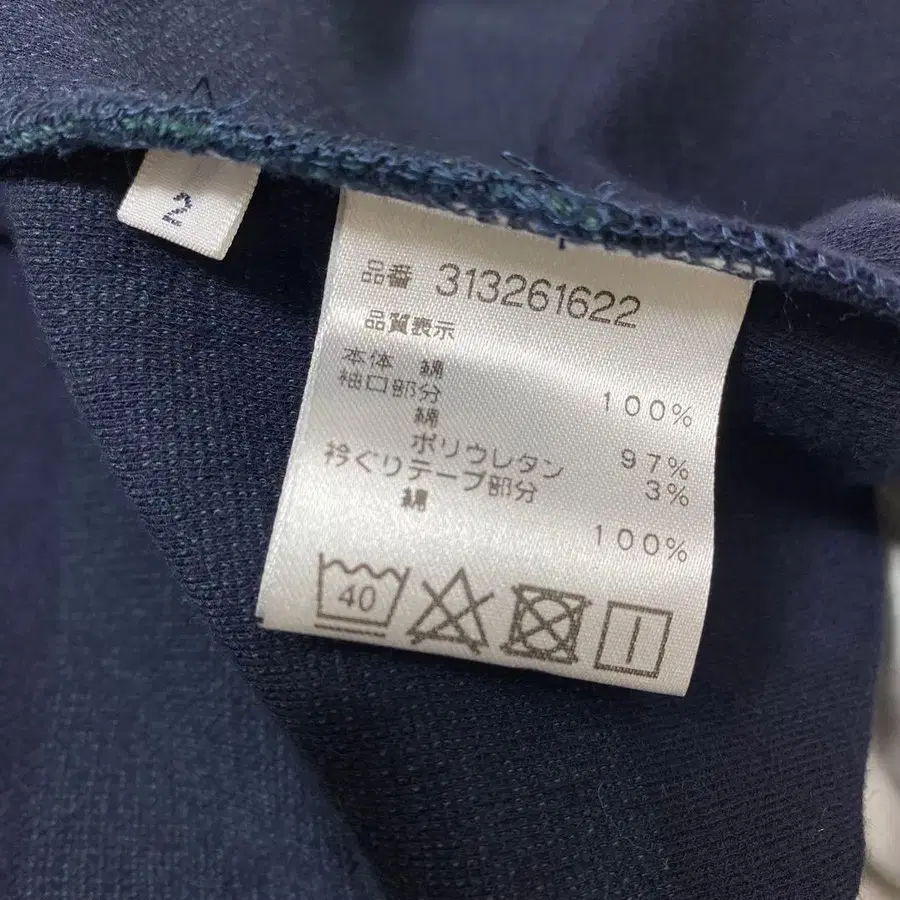 2
品番 313261622
品質表示
本体 綿 100%
袖口部分
綿 97%
ポリウレタン 3%
衿ぐりテープ部分
綿 100%
40